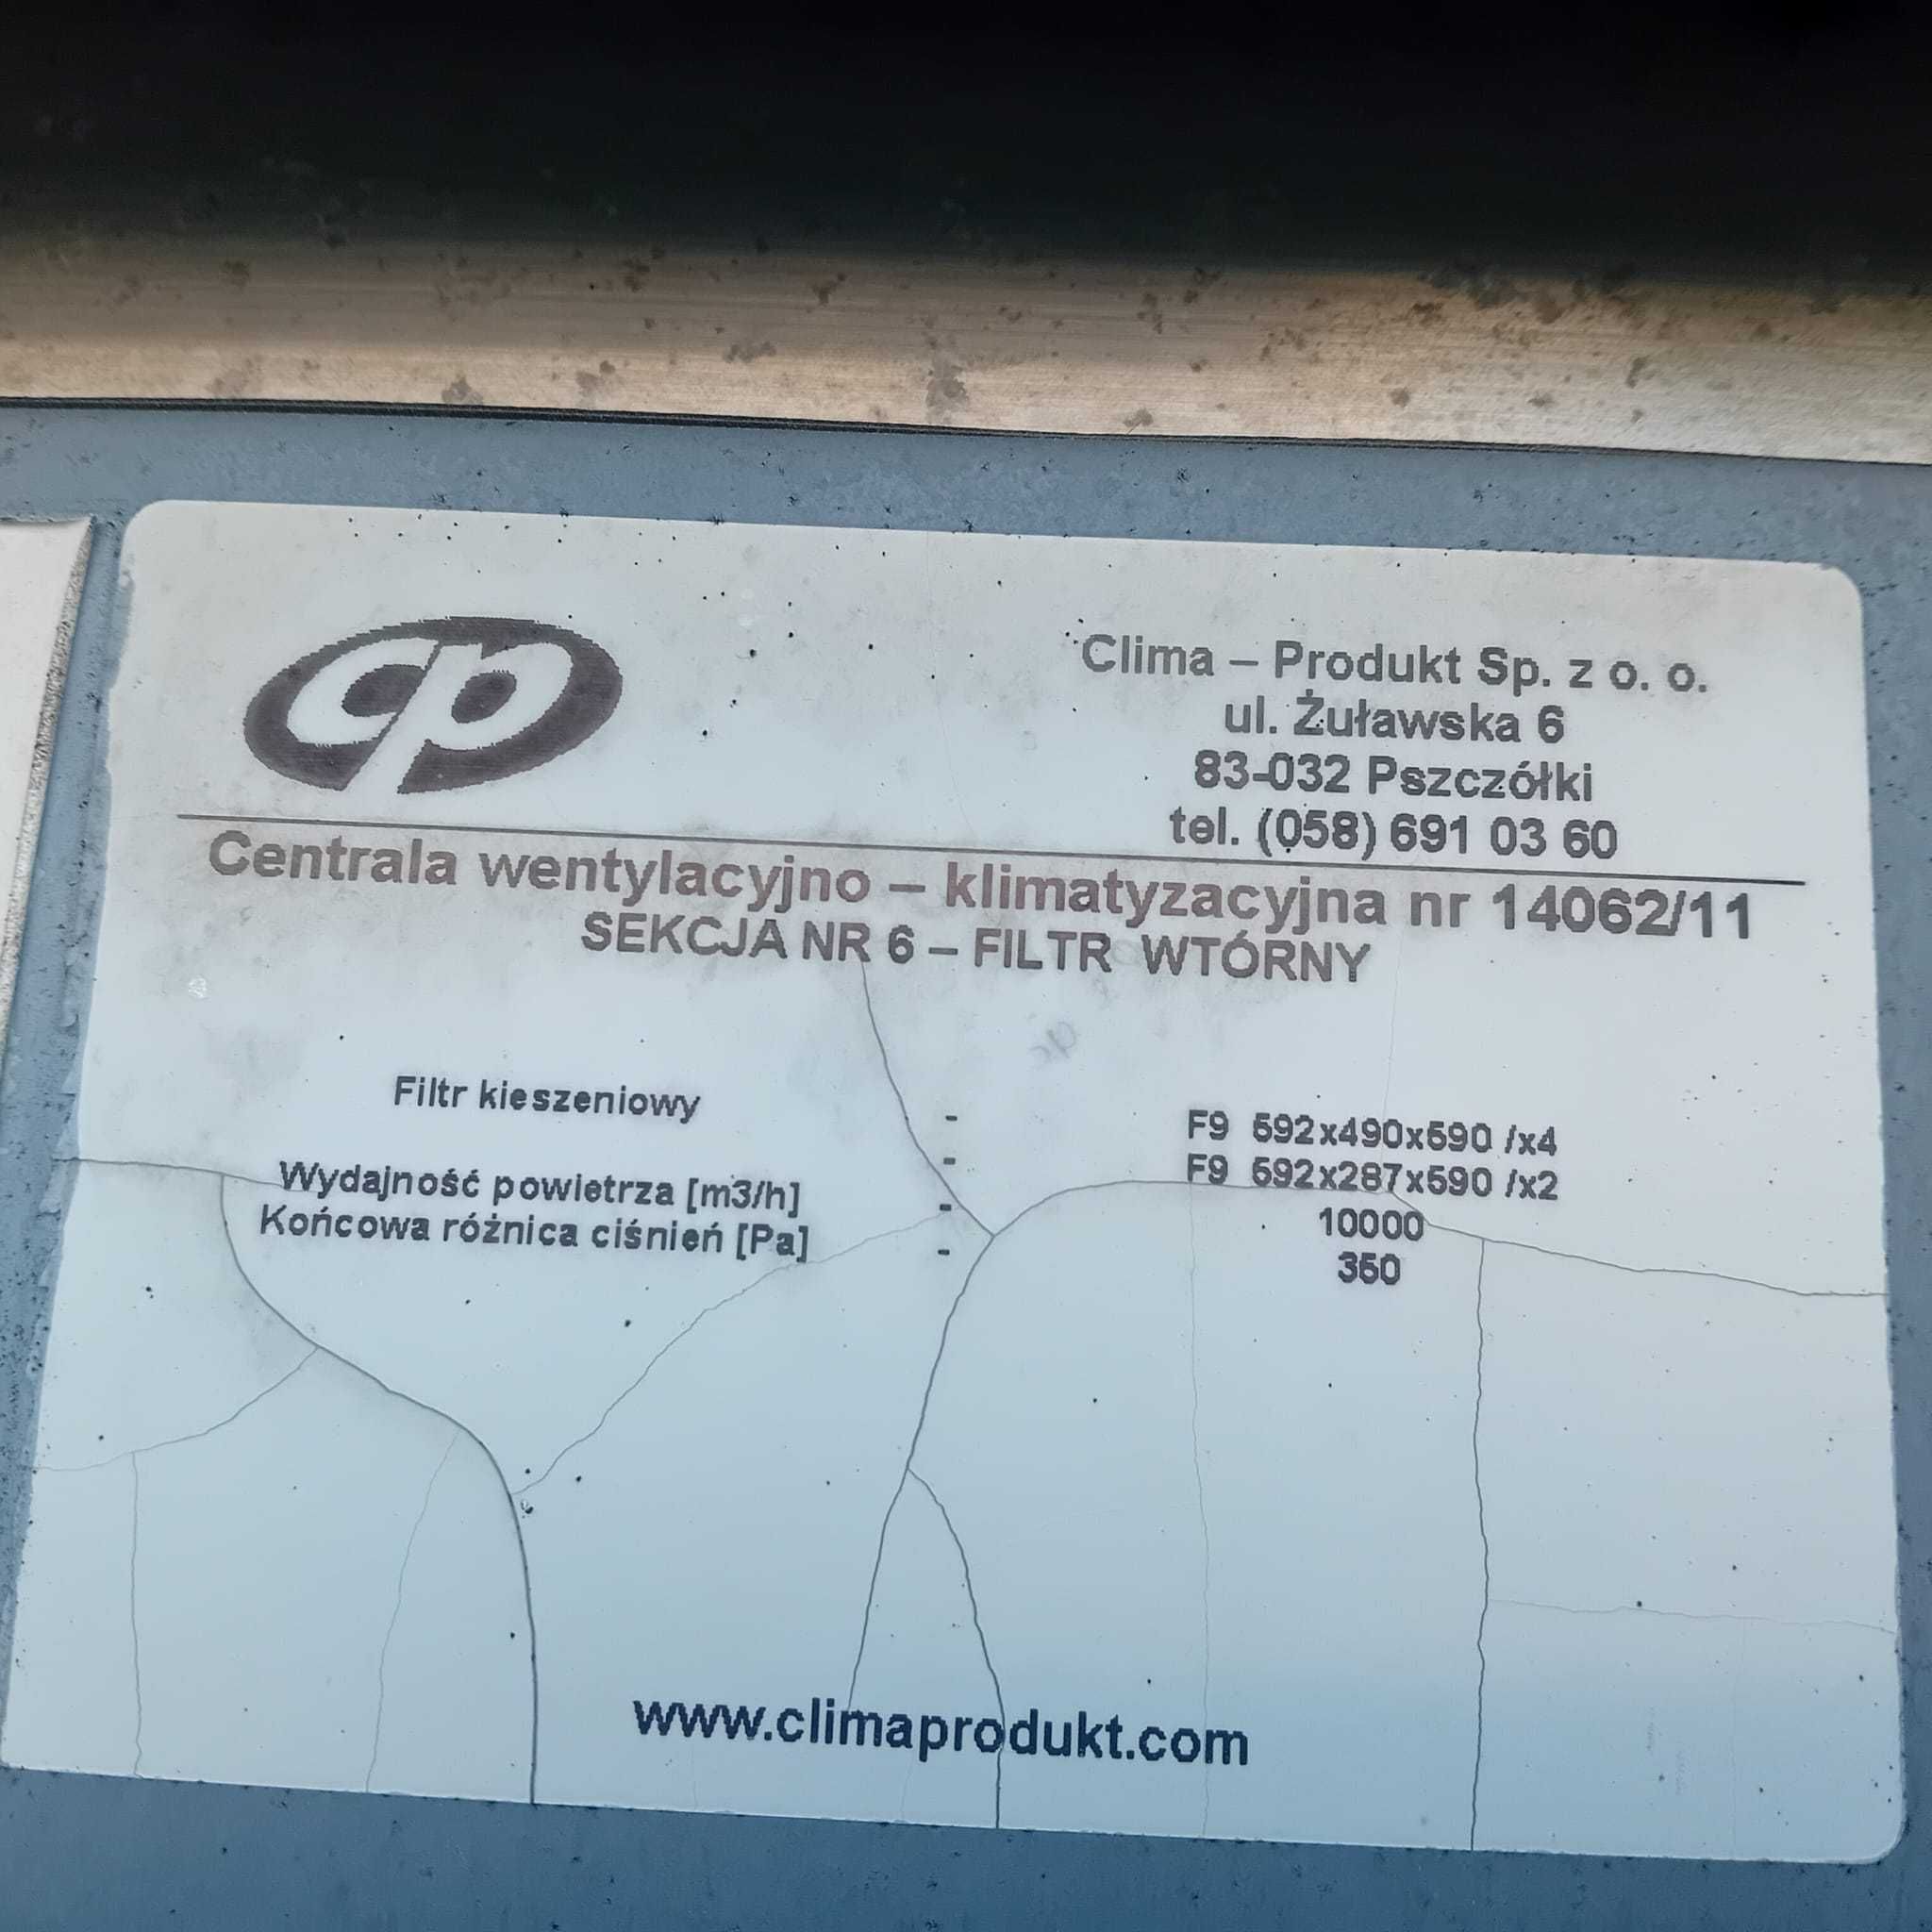 cp
Clima – Produkt Sp. z o. o.
ul. Żuławska 6
83-032 Pszczółki
tel. (058) 691 03 60
Centrala wentylacyjno – klimatyzacyjna nr 14062/11
SEKCJA NR 6 – FILTR WTÓRNY
Filtr kieszeniowy - F9 592x490x590 /x4
- F9 592x287x590 /x2
Wydajność powietrza [m3/h] - 10000
Końcowa różnica ciśnień [Pa] - 350
www.climaprodukt.com